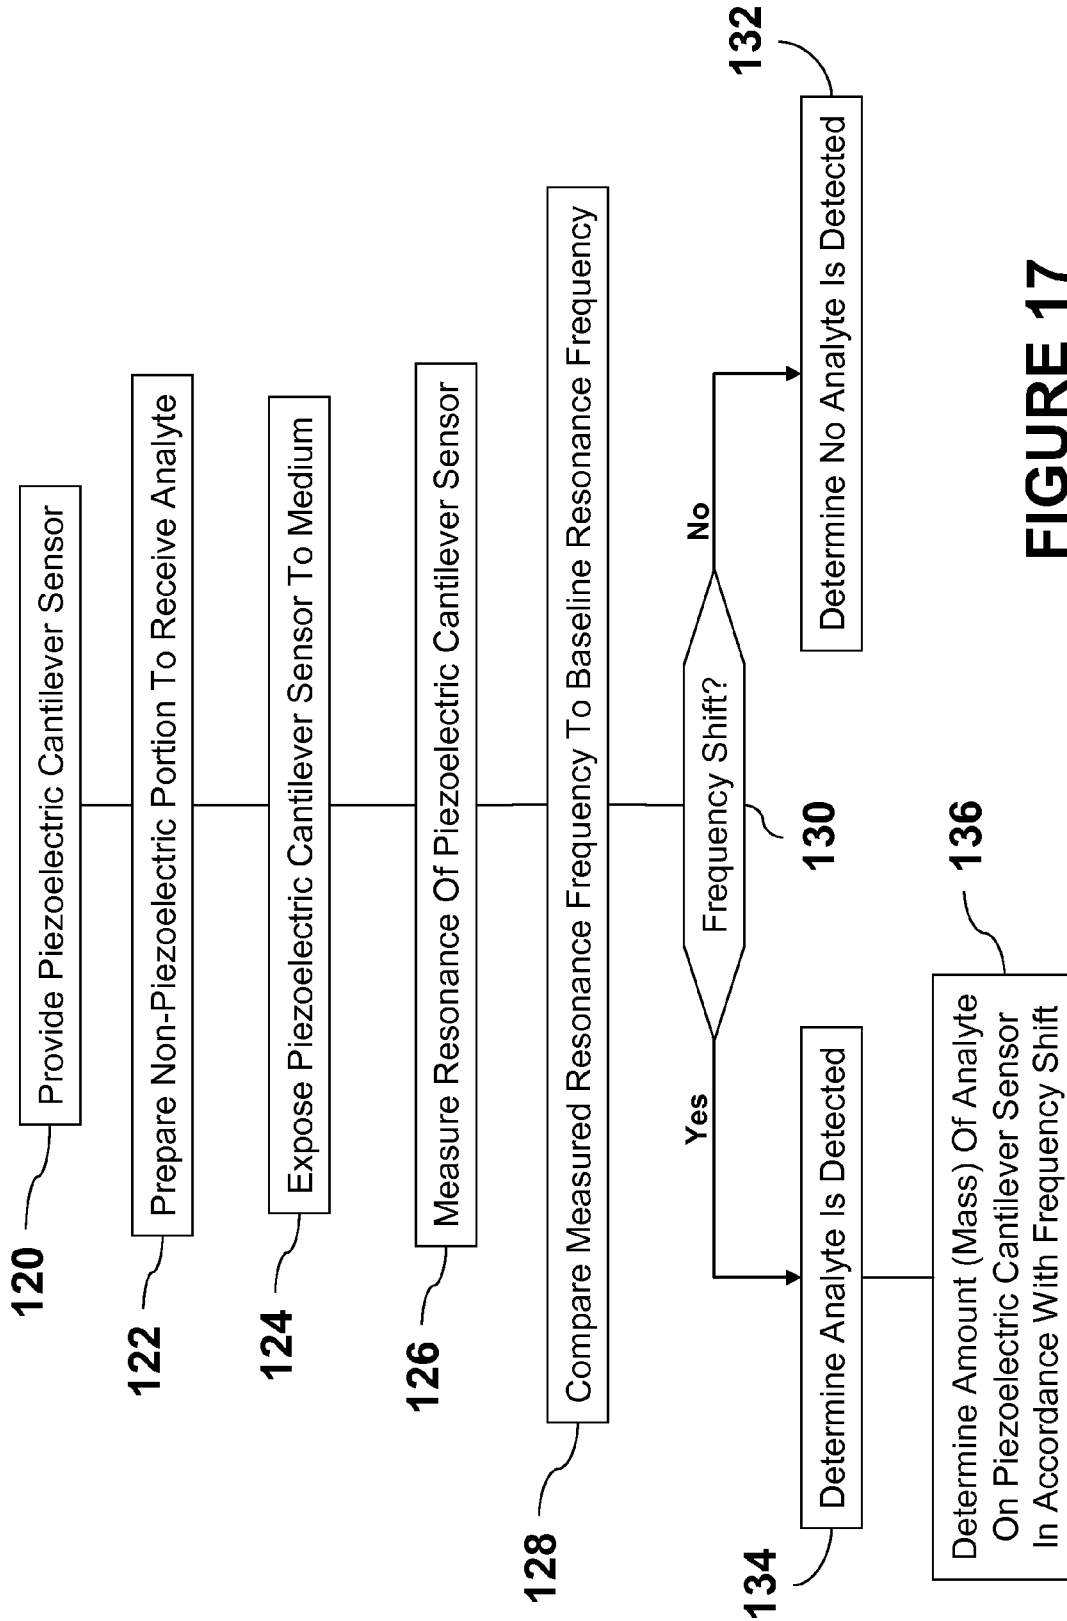 120
Provide Piezoelectric Cantilever Sensor
122
Prepare Non-Piezoelectric Portion To Receive Analyte
124
Expose Piezoelectric Cantilever Sensor To Medium
126
Measure Resonance Of Piezoelectric Cantilever Sensor
128
Compare Measured Resonance Frequency To Baseline Resonance Frequency
Yes
Frequency Shift?
No
130
134
Determine Analyte Is Detected
132
Determine No Analyte Is Detected
136
Determine Amount (Mass) Of Analyte
On Piezoelectric Cantilever Sensor
In Accordance With Frequency Shift
FIGURE 17